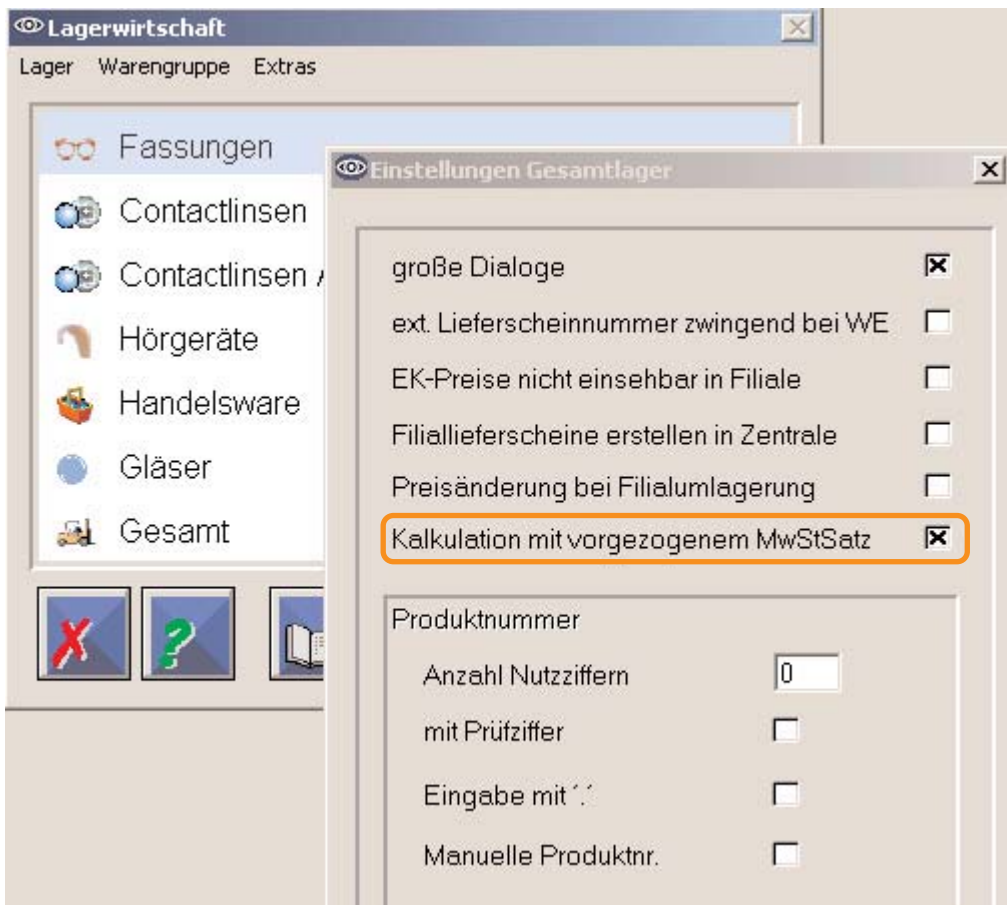 Lagerwirtschaft
Lager Warengruppe Extras
Fassungen
Contactlinsen
Contactlinsen
Hörgeräte
Handelsware
Gläser
Gesamt
Einstellungen Gesamtlager
große Dialoge
ext. Lieferscheinnummer zwingend bei WE
EK-Preise nicht einsehbar in Filiale
Filiallieferscheine erstellen in Zentrale
Preisänderung bei Filialumlagerung
Kalkulation mit vorgezogenem MwStSatz
Produktnummer
Anzahl Nutzziffern 0
mit Prüfziffer
Eingabe mit ´.´
Manuelle Produktnr.